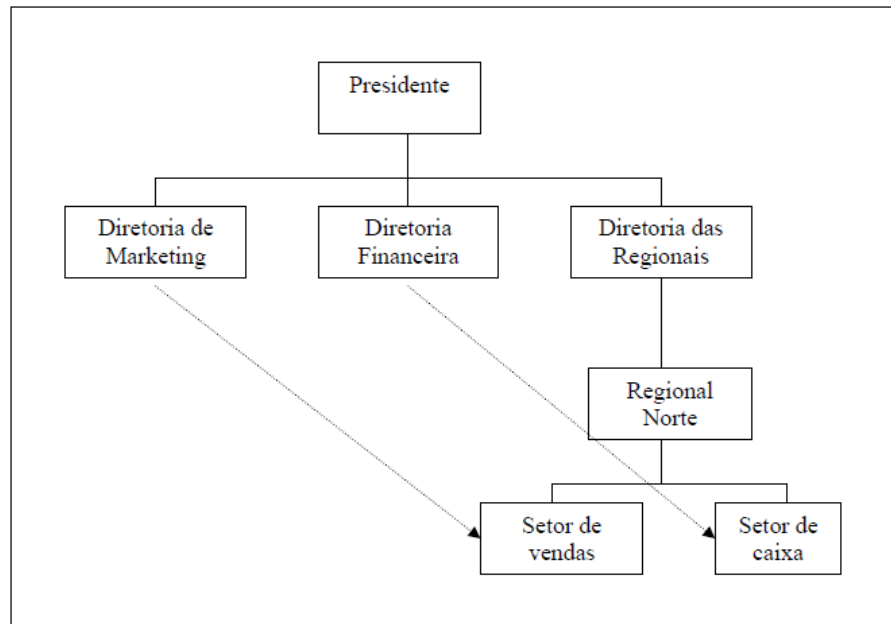 Presidente
Diretoria de
Marketing
Diretoria
Financeira
Diretoria das
Regionais
Regional
Norte
Setor de
vendas
Setor de
caixa